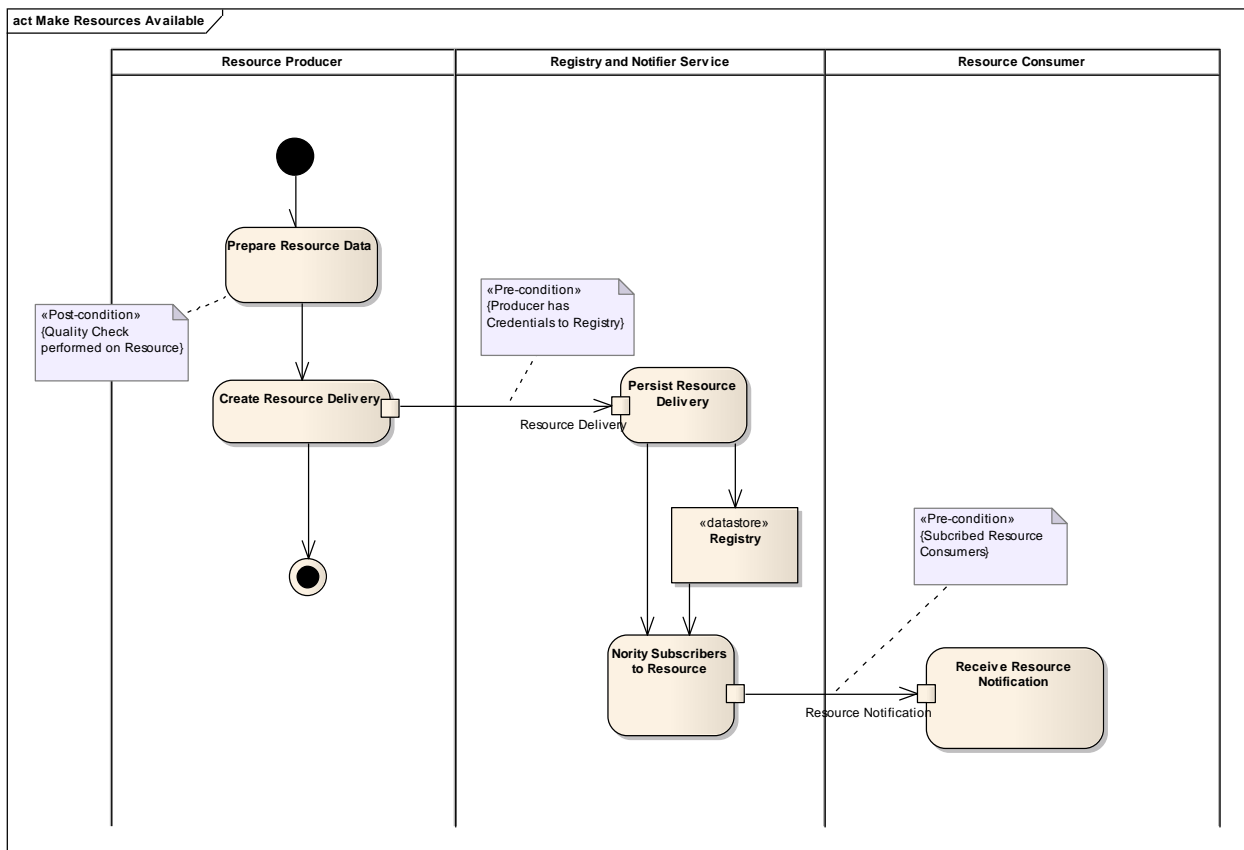 act Make Resources Available
Resource Producer
Registry and Notifier Service
Resource Consumer
Prepare Resource Data
«Post-condition»
{Quality Check
performed on Resource}
«Pre-condition»
{Producer has
Credentials to Registry}
Create Resource Delivery
Resource Delivery
Persist Resource
Delivery
«datastore»
Registry
«Pre-condition»
{Subcribed Resource
Consumers}
Nority Subscribers
to Resource
Resource Notification
Receive Resource
Notification